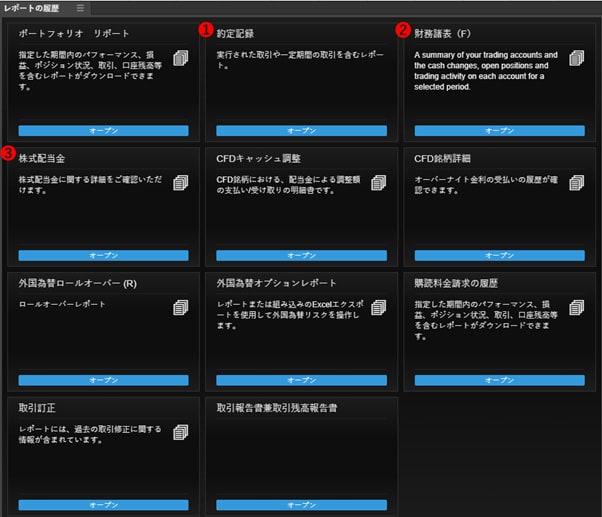 レポートの履歴
ポートフォリオ　リポート
指定した期間内のパフォーマンス、損
益、ポジション状況、取引、口座残高等
を含むレポートがダウンロードできま
す。
オープン
1
約定記録
実行された取引や一定期間の取引を含むレポー
ト。
オープン
2
財務諸表（F）
A summary of your trading accounts and
the cash changes, open positions and
trading activity on each account for a
selected period.
オープン
3
株式配当金
株式配当金に関する詳細をご確認いただ
けます。
オープン
CFDキャッシュ調整
CFD銘柄における、配当金による調整額
の支払い/受け取りの明細書です。
オープン
CFD銘柄詳細
オーバーナイト金利の受払いの履歴が確
認できます。
オープン
外国為替ロールオーバー (R)
ロールオーバーレポート
オープン
外国為替オプションレポート
レポートまたは組み込みのExcelエクスポ
ートを使用して外国為替リスクを操作し
ます。
オープン
購読料金請求の履歴
指定した期間内のパフォーマンス、損
益、ポジション状況、取引、口座残高等
を含むレポートがダウンロードできま
す。
オープン
取引訂正
レポートには、過去の取引修正に関する
情報が含まれています。
オープン
取引報告書兼取引残高報告書
オープン